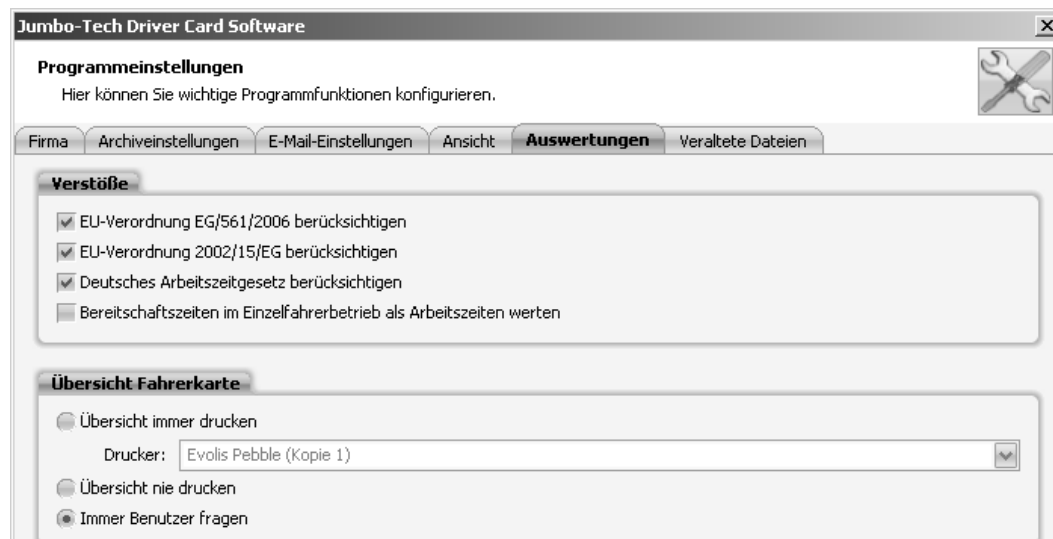 Jumbo-Tech Driver Card Software
Programmeinstellungen
Hier können Sie wichtige Programmfunktionen konfigurieren.
Firma Archiveinstellungen E-Mail-Einstellungen Ansicht Auswertungen Veraltete Dateien
Verstöße
EU-Verordnung EG/561/2006 berücksichtigen
EU-Verordnung 2002/15/EG berücksichtigen
Deutsches Arbeitszeitgesetz berücksichtigen
Bereitschaftszeiten im Einzelfahrerbetrieb als Arbeitszeiten werten
Übersicht Fahrerkarte
Übersicht immer drucken
Drucker: Evolis Pebble (Kopie 1)
Übersicht nie drucken
Immer Benutzer fragen